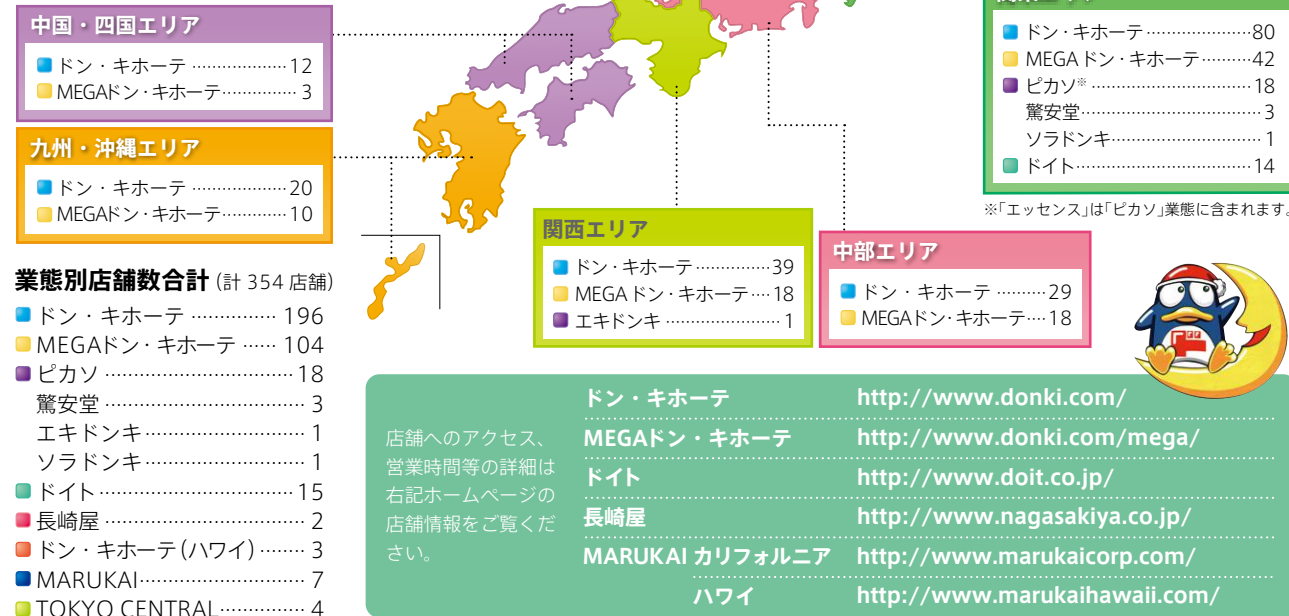 中国・四国エリア
ドン・キホーテ ………………12
MEGAドン・キホーテ…………… 3
九州・沖縄エリア
ドン・キホーテ ………………20
MEGAドン・キホーテ…………10
業態別店舗数合計 (計 354 店舗)
ドン・キホーテ …………… 196
MEGAドン・キホーテ …… 104
ピカソ ……………………………18
驚安堂 ……………………………… 3
エキドンキ ………………………… 1
ソラドンキ ………………………… 1
ドイト ………………………………15
長崎屋 ……………………………… 2
ドン・キホーテ (ハワイ) ……… 3
MARUKAI………………………… 7
TOKYO CENTRAL…………… 4
関西エリア
ドン・キホーテ ……………39
MEGAドン・キホーテ….18
エキドンキ …………………… 1
中部エリア
ドン・キホーテ ………29
MEGAドン・キホーテ….18
ドン・キホーテ …………………80
MEGAドン・キホーテ………42
ピカソ※ ……………………………18
驚安堂…………………………… 3
ソラドンキ………………………… 1
ドイト ……………………………14
※「エッセンス」は「ピカソ」業態に含まれます。
店舗へのアクセス、
営業時間等の詳細は
右記ホームページの
店舗情報をご覧くだ
さい。
ドン・キホーテ http://www.donki.com/
MEGAドン・キホーテ http://www.donki.com/mega/
ドイト http://www.doit.co.jp/
長崎屋 http://www.nagasakiya.co.jp/
MARUKAI カリフォルニア http://www.marukaicorp.com/
ハワイ http://www.marukaihawaii.com/